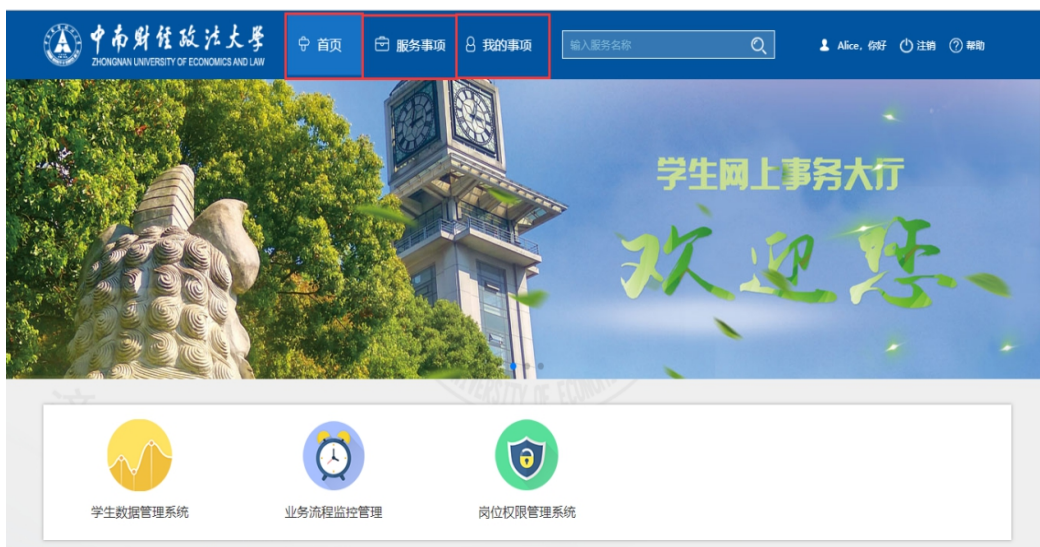 中南财经政法大学
ZHONGNAN UNIVERSITY OF ECONOMICS AND LAW
首页 服务事项 我的事项 输入服务名称 Alice，你好 注销 帮助
学生网上事务大厅
欢迎您
学生数据管理系统 业务流程监控管理 岗位权限管理系统